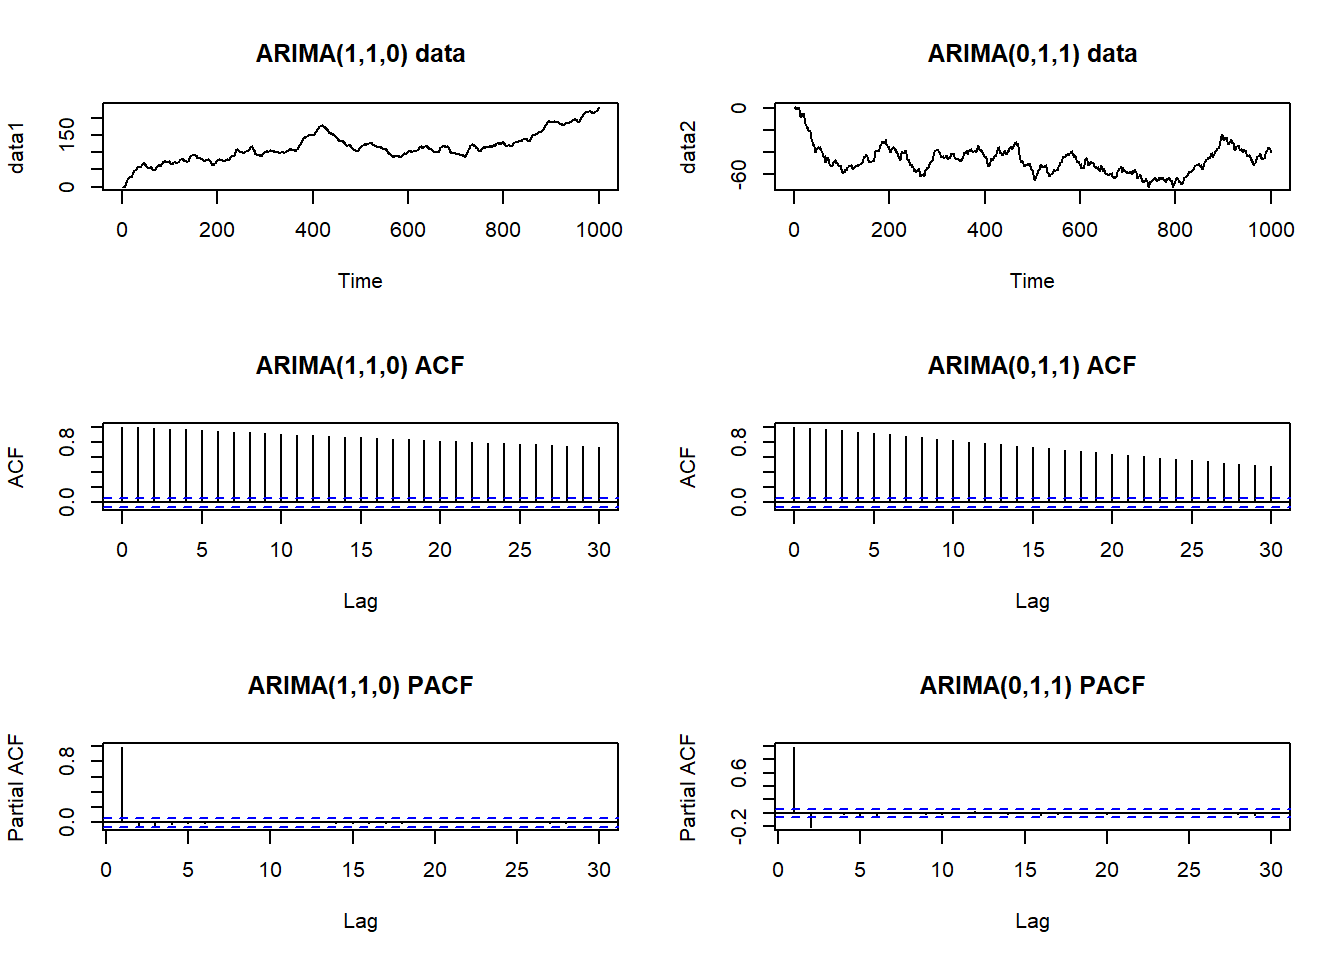 ARIMA(1,1,0) data
data1
150
0
0 200 400 600 800 1000
Time
ARIMA(0,1,1) data
data2
0
-60
0 200 400 600 800 1000
Time
ARIMA(1,1,0) ACF
ACF
0.8
0.0
0 5 10 15 20 25 30
Lag
ARIMA(0,1,1) ACF
ACF
0.8
0.0
0 5 10 15 20 25 30
Lag
ARIMA(1,1,0) PACF
Partial ACF
0.8
0.0
0 5 10 15 20 25 30
Lag
ARIMA(0,1,1) PACF
Partial ACF
0.6
-0.2
0 5 10 15 20 25 30
Lag